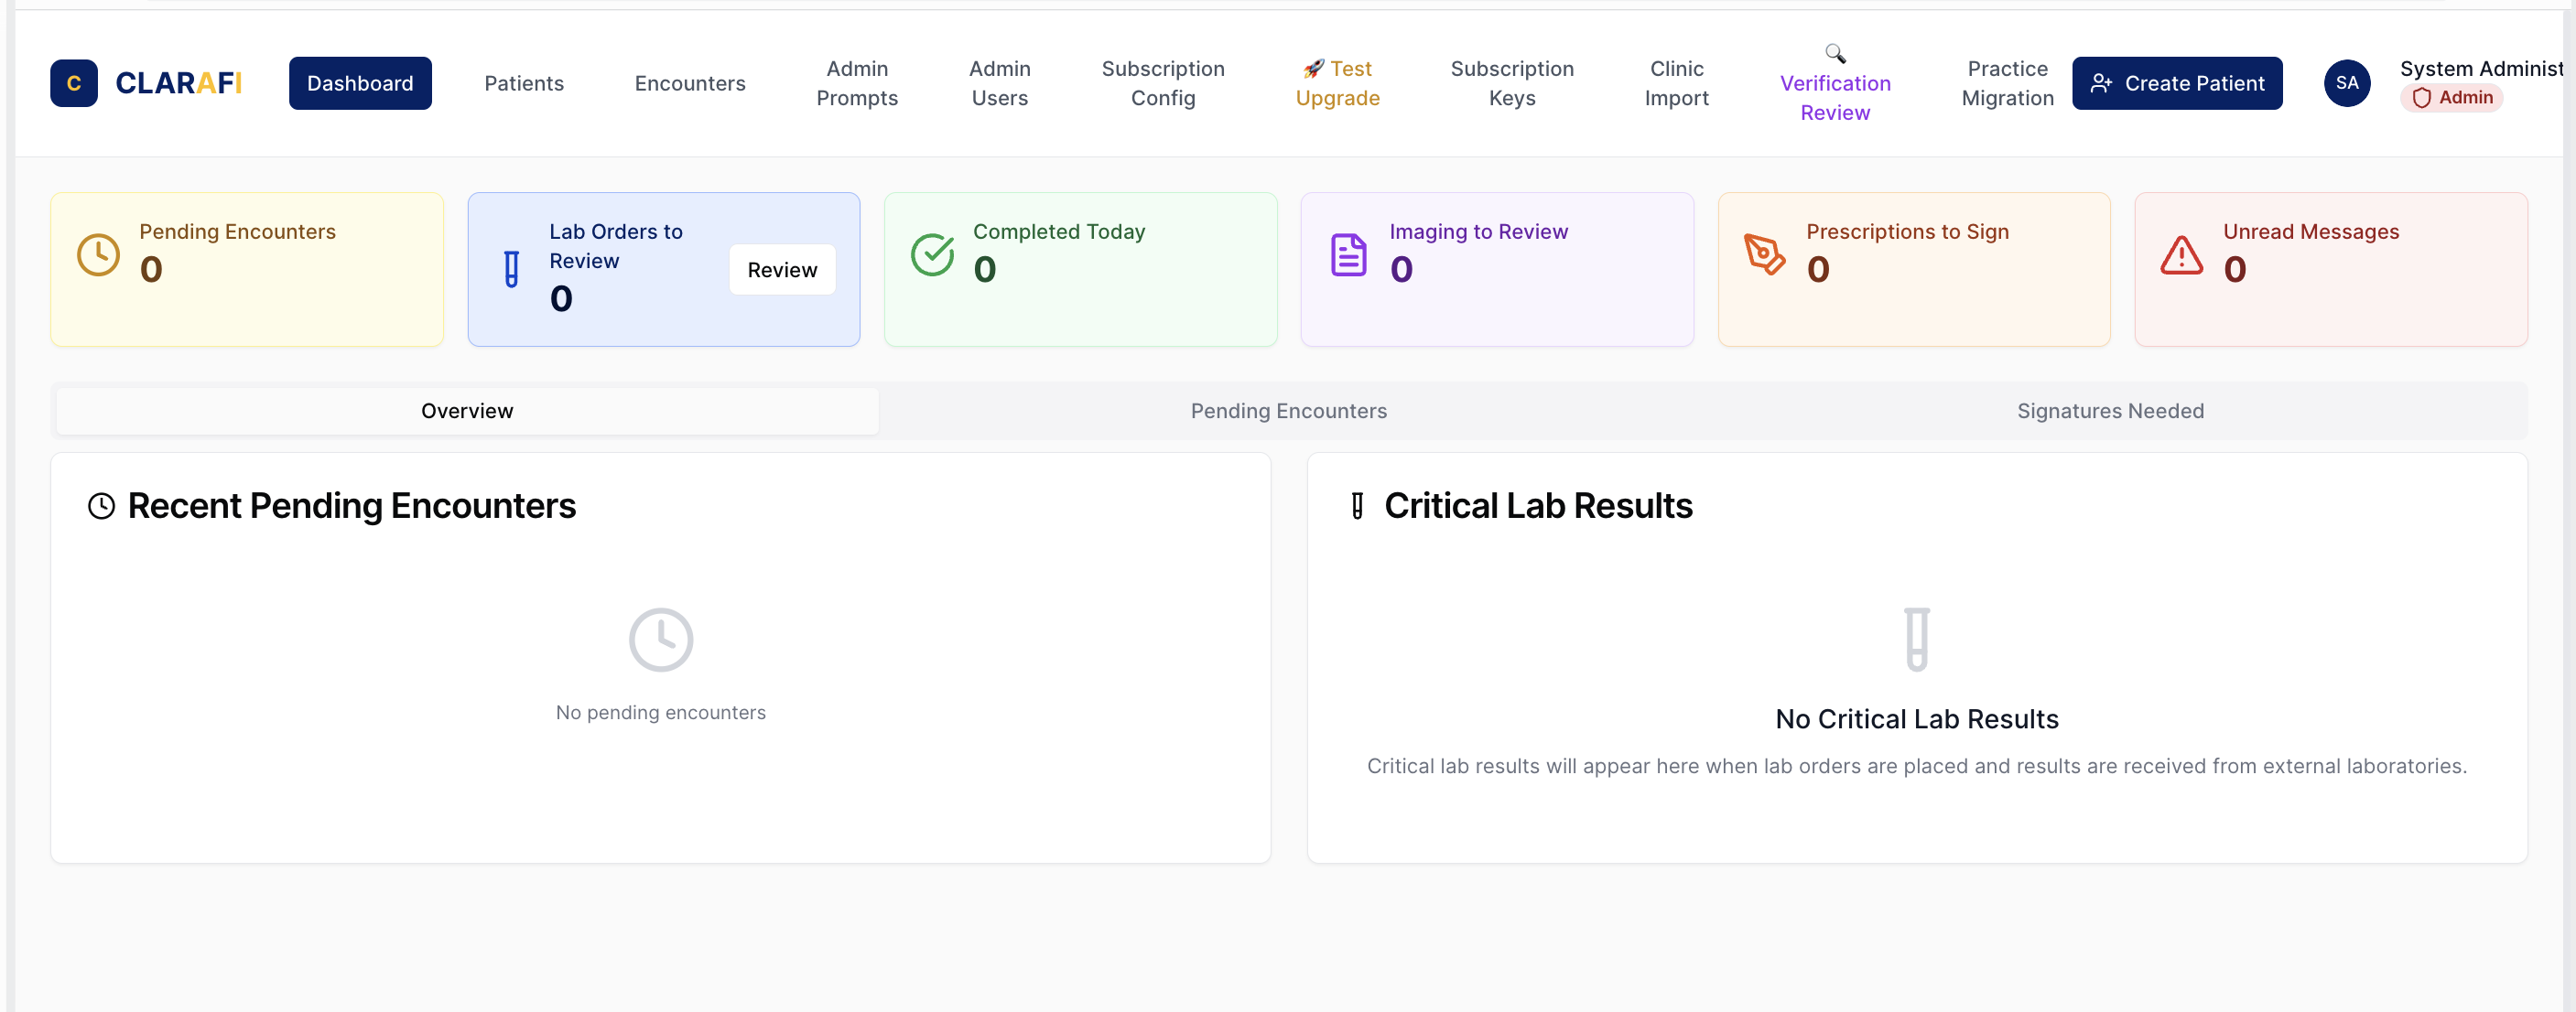 C CLARAFI
Dashboard
Patients
Encounters
Admin
Prompts
Admin
Users
Subscription
Config
🚀 Test
Upgrade
Subscription
Keys
Clinic
Import
🔍
Verification
Review
Practice
Migration
Create Patient
SA
System Administ
Admin
Pending Encounters
0
Lab Orders to
Review
0
Review
Completed Today
0
Imaging to Review
0
Prescriptions to Sign
0
Unread Messages
0
Overview
Pending Encounters
Signatures Needed
Recent Pending Encounters
No pending encounters
Critical Lab Results
No Critical Lab Results
Critical lab results will appear here when lab orders are placed and results are received from external laboratories.